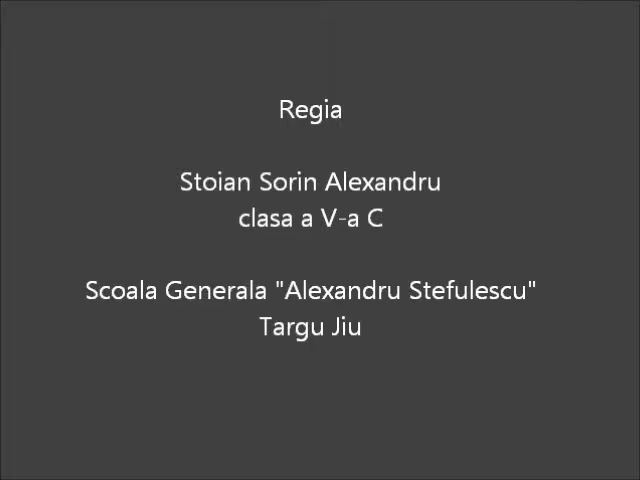 Regia
Stoian Sorin Alexandru
clasa a V-a C
Scoala Generala "Alexandru Stefulescu"
Targu Jiu